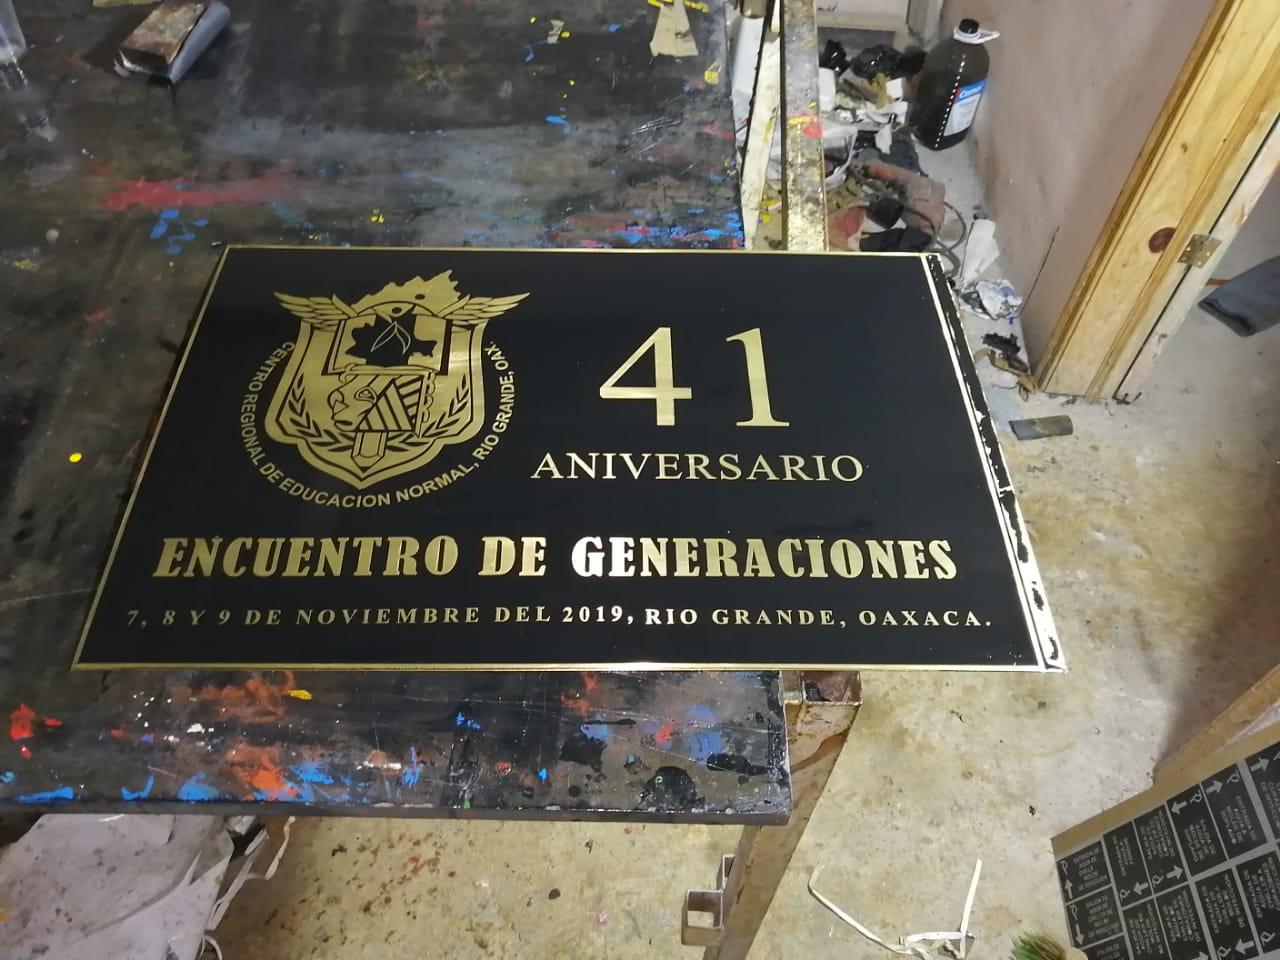 CENTRO REGIONAL DE EDUCACION NORMAL, RIO GRANDE, OAX.
41
ANIVERSARIO
ENCUENTRO DE GENERACIONES
7, 8 Y 9 DE NOVIEMBRE DEL 2019, RIO GRANDE, OAXACA.